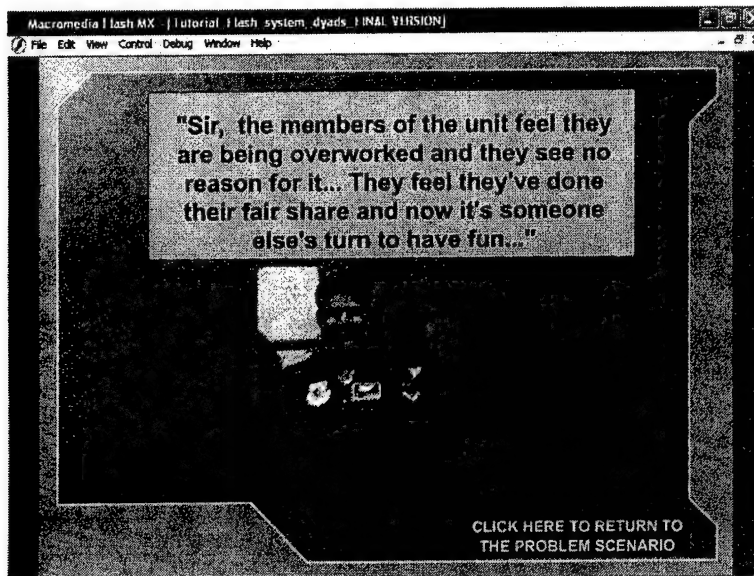 Macromedia Flash MX - [Tutorial_Flash_system_dyads_FINAL VERSION]
File Edit View Control Debug Window Help
"Sir, the members of the unit feel they
are being overworked and they see no
reason for it... They feel they've done
their fair share and now it's someone
else's turn to have fun..."
CLICK HERE TO RETURN TO
THE PROBLEM SCENARIO